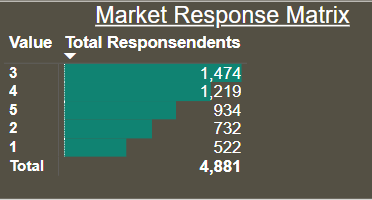 Market Response Matrix
Value Total Responsendents
3 1,474
4 1,219
5 934
2 732
1 522
Total 4,881